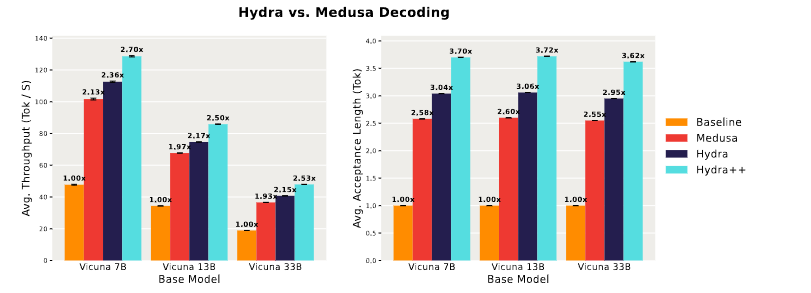 Hydra vs. Medusa Decoding
Avg. Throughput (Tok / S)
140
120
100
80
60
40
20
0
1.00x
2.13x
2.36x
2.70x
1.00x
1.97x
2.17x
2.50x
1.00x
1.93x
2.15x
2.53x
Vicuna 7B
Vicuna 13B
Vicuna 33B
Base Model
Avg. Acceptance Length (Tok)
4.0
3.5
3.0
2.5
2.0
1.5
1.0
0.5
0.0
1.00x
2.58x
3.04x
3.70x
1.00x
2.60x
3.06x
3.72x
1.00x
2.55x
2.95x
3.62x
Vicuna 7B
Vicuna 13B
Vicuna 33B
Base Model
Baseline
Medusa
Hydra
Hydra++